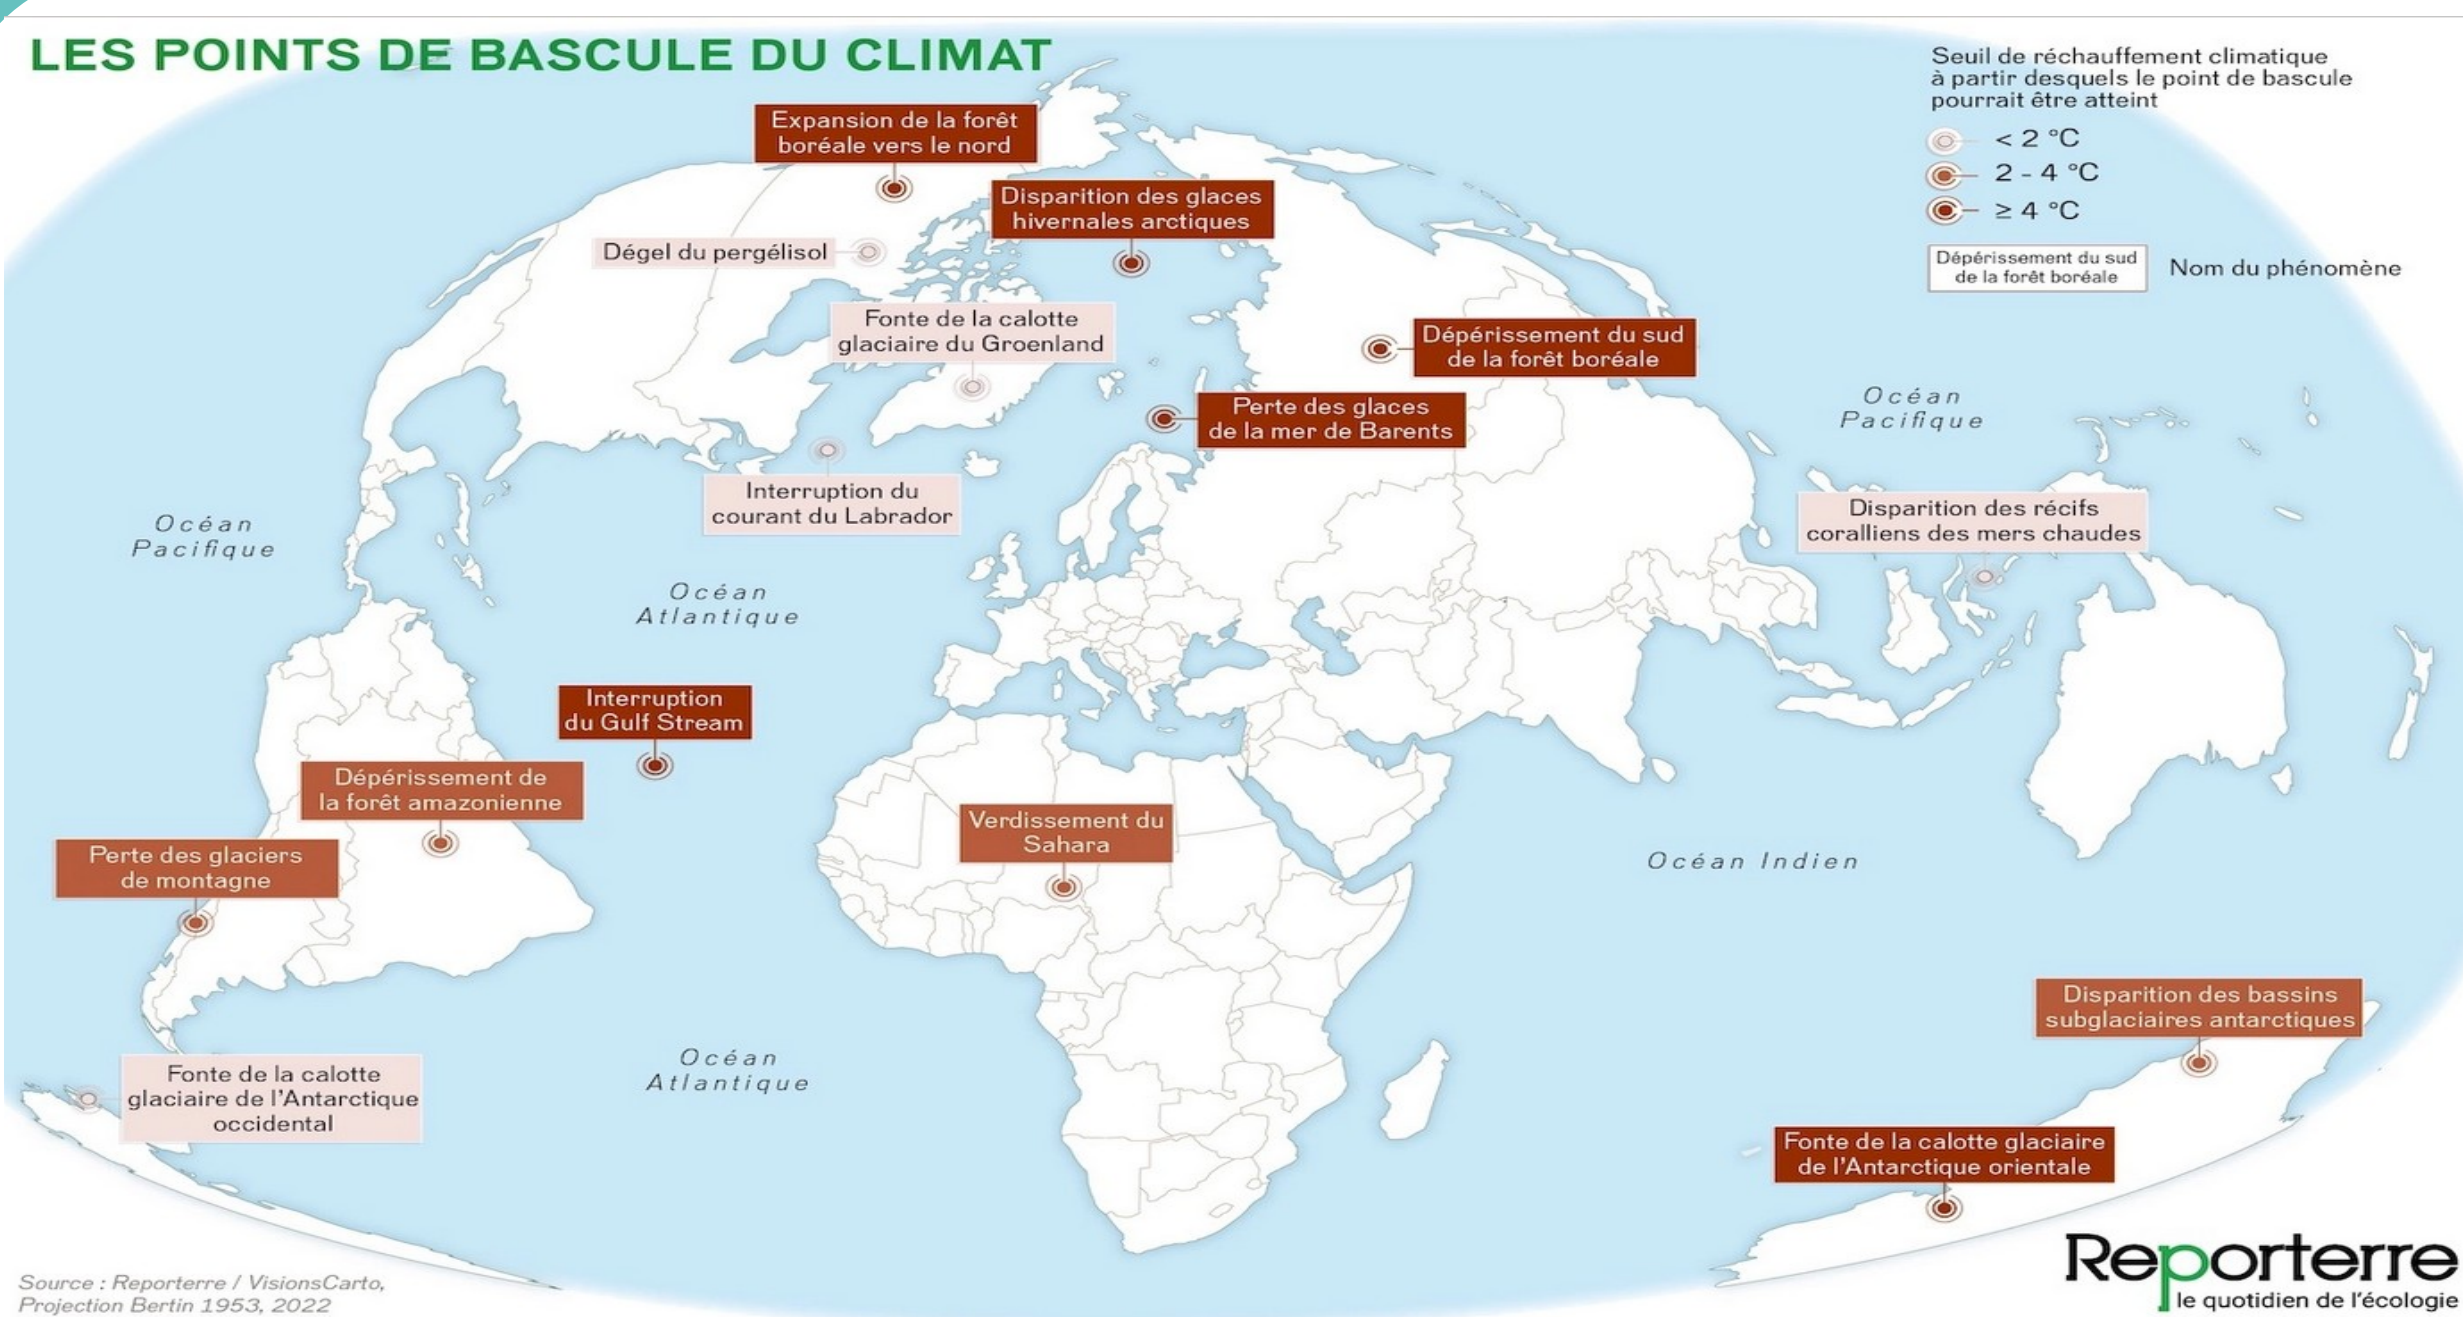 LES POINTS DE BASCULE DU CLIMAT
Seuil de réchauffement climatique
à partir desquels le point de bascule
pourrait être atteint
< 2 °C
2 - 4 °C
≥ 4 °C
Dépérissement du sud
de la forêt boréale
Nom du phénomène
Expansion de la forêt
boréale vers le nord
Disparition des glaces
hivernales arctiques
Dégel du pergélisol
Fonte de la calotte
glaciaire du Groenland
Dépérissement du sud
de la forêt boréale
Perte des glaces
de la mer de Barents
Océan
Pacifique
Interruption du
courant du Labrador
Disparition des récifs
coralliens des mers chaudes
Océan
Pacifique
Océan
Atlantique
Interruption
du Gulf Stream
Dépérissement de
la forêt amazonienne
Verdissement du
Sahara
Perte des glaciers
de montagne
Océan Indien
Disparition des bassins
subglaciaires antarctiques
Océan
Atlantique
Fonte de la calotte
glaciaire de l'Antarctique
occidental
Fonte de la calotte glaciaire
de l'Antarctique orientale
Source : Reporterre / VisionsCarto,
Projection Bertin 1953, 2022
Reporterre
le quotidien de l'écologie